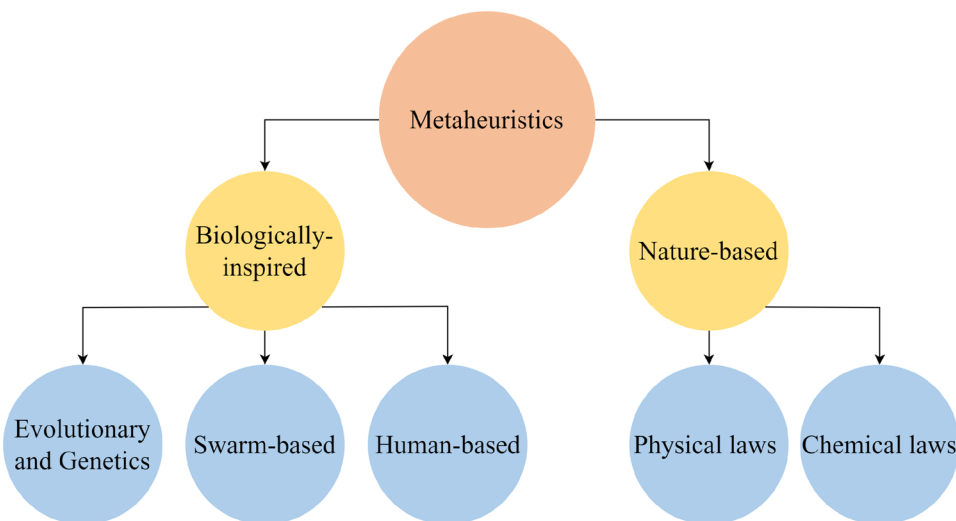 Metaheuristics
Biologically-
inspired
Nature-based
Evolutionary
and Genetics
Swarm-based
Human-based
Physical laws
Chemical laws